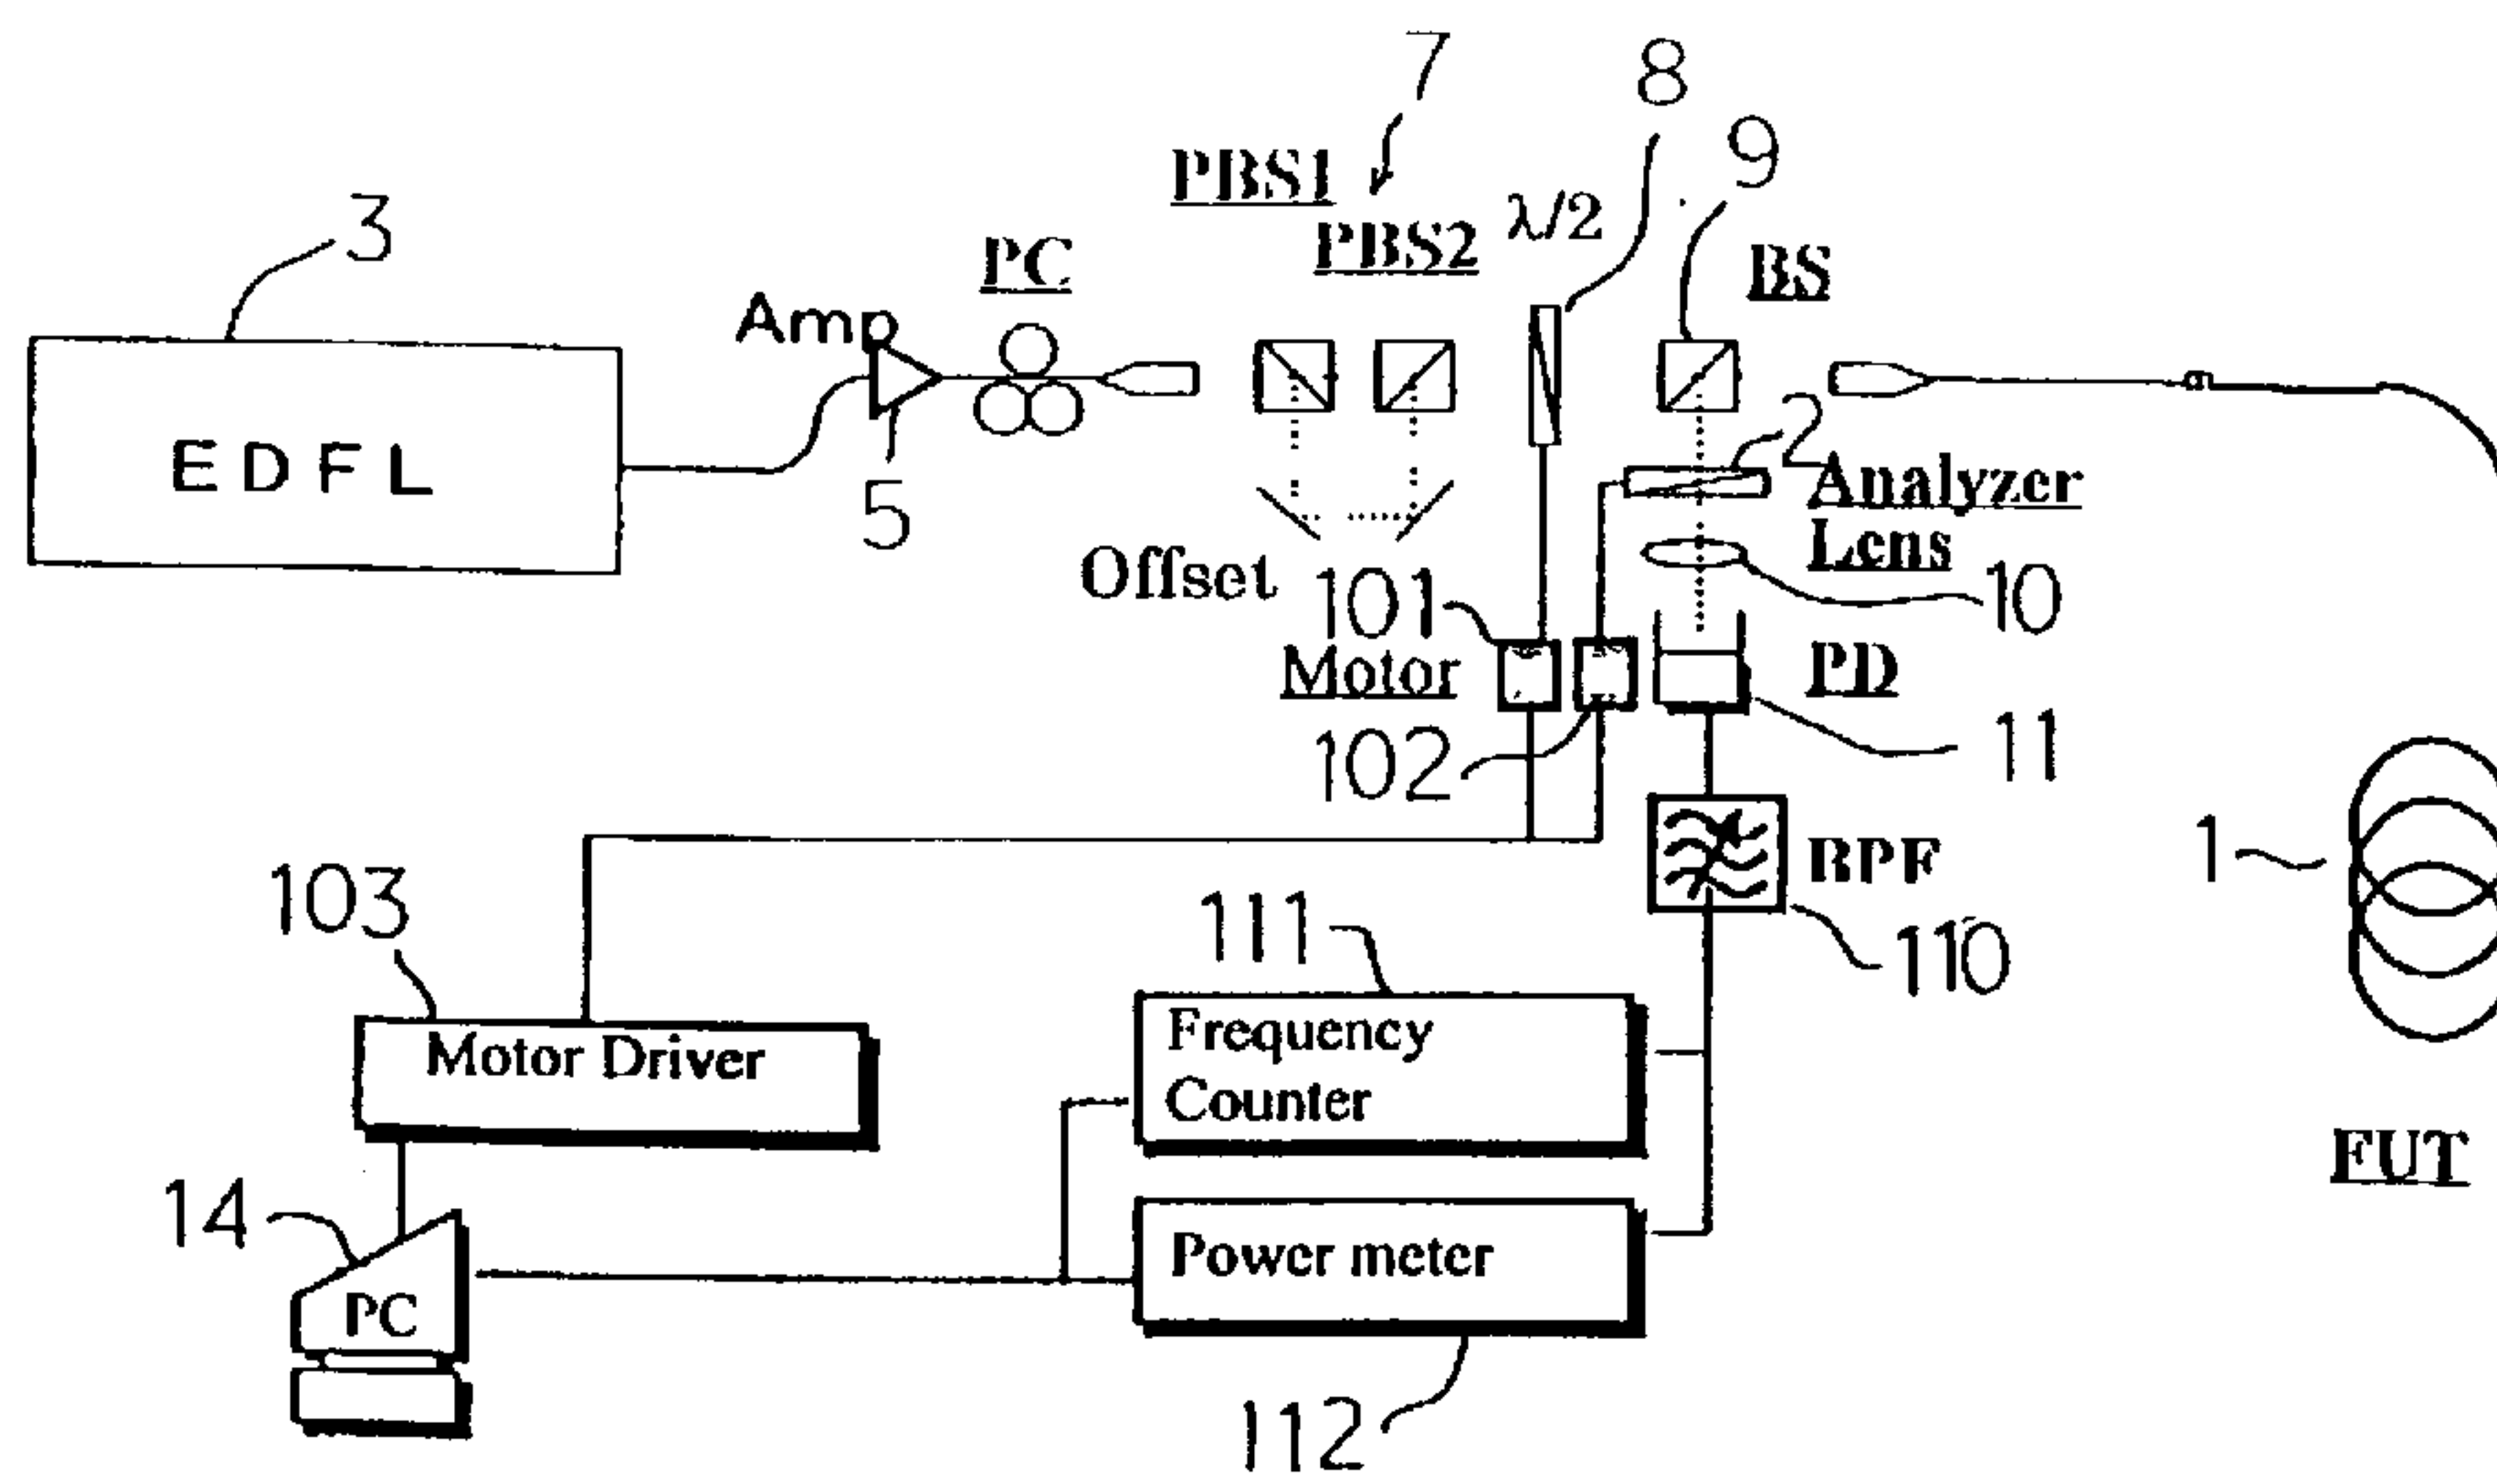 7
8
9
PBS1
λ/2
3
PC
PBS2
BS
Amp
EDFL
5
2
Analyzer
Lens
Offset
101
10
Motor
PD
102
11
103
BPF
1
111
110
Frequency
Counter
Motor Driver
FUT
14
Power meter
PC
112